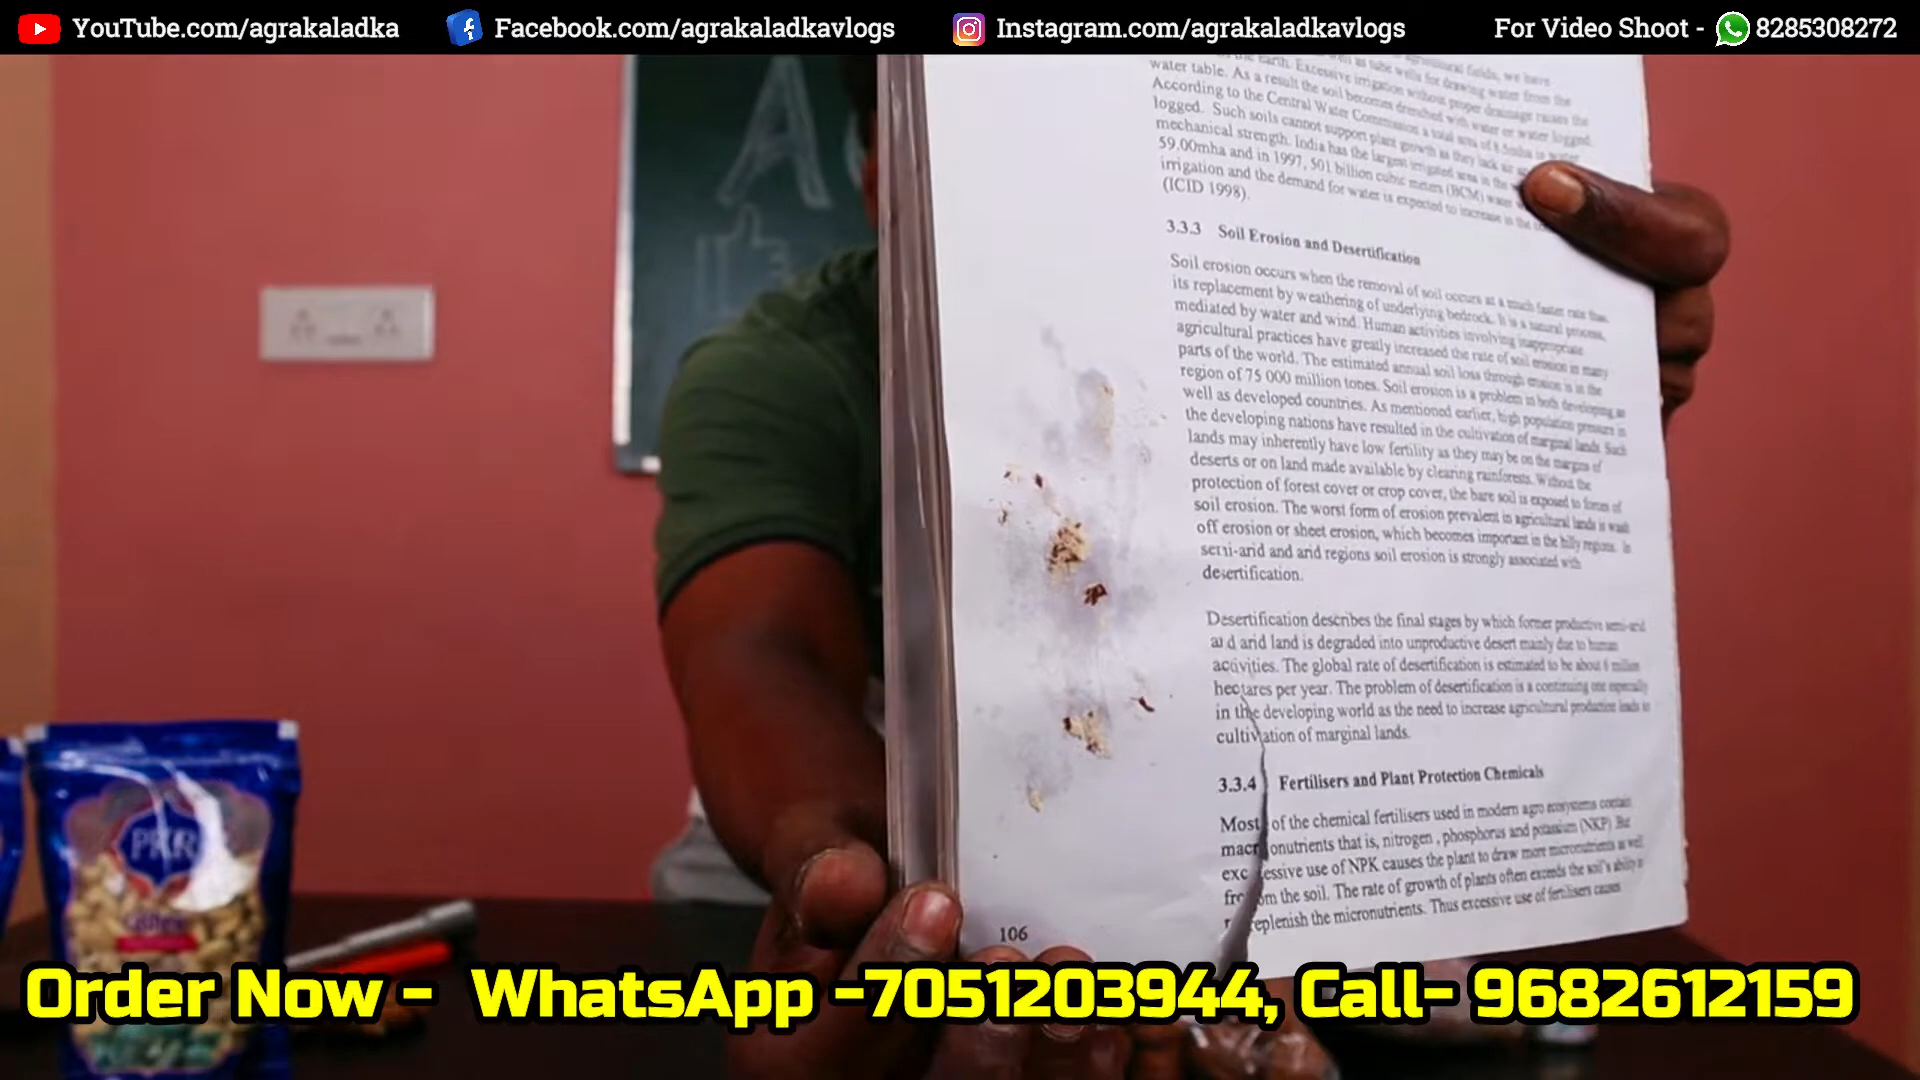 YouTube.com/agrakaladka
Facebook.com/agrakaladkavlogs
Instagram.com/agrakaladkavlogs
For Video Shoot - 8285308272
A
the earth. Excessive irrigation without proper drainage raises the
water table. As a result the soil becomes drenched with water or water logged.
According to the Central Water Commission a total area of 8.5mha is water
logged. Such soils cannot support plant growth as they lack air
mechanical strength. India has the largest irrigated area in the
59.00mha and in 1997, 501 billion cubic meters (BCM) water
irrigation and the demand for water is expected to increase in the
(ICID 1998).
3.3.3 Soil Erosion and Desertification
Soil erosion occurs when the removal of soil occurs at a much faster rate than
its replacement by weathering of underlying bedrock. It is a natural process,
mediated by water and wind. Human activities involving inappropriate
agricultural practices have greatly increased the rate of soil erosion in many
parts of the world. The estimated annual soil loss through erosion is in the
region of 75 000 million tones. Soil erosion is a problem in both developing as
well as developed countries. As mentioned earlier, high population pressure in
the developing nations have resulted in the cultivation of marginal lands. Such
lands may inherently have low fertility as they may be on the margins of
deserts or on land made available by clearing rainforests. Without the
protection of forest cover or crop cover, the bare soil is exposed to forces of
soil erosion. The worst form of erosion prevalent in agricultural lands is wash
off erosion or sheet erosion, which becomes important in the hilly regions. In
semi-arid and arid regions soil erosion is strongly associated with
desertification.
Desertification describes the final stages by which former productive semi-arid
and arid land is degraded into unproductive desert mainly due to human
activities. The global rate of desertification is estimated to be about 6 million
hectares per year. The problem of desertification is a continuing one especially
in the developing world as the need to increase agricultural production leads to
cultivation of marginal lands.
3.3.4 Fertilisers and Plant Protection Chemicals
Most of the chemical fertilisers used in modern agro ecosystems contain
macronutrients that is, nitrogen , phosphorus and potassium (NKP) But
excessive use of NPK causes the plant to draw more micronutrients as well
from the soil. The rate of growth of plants often exceeds the soil's ability to
replenish the micronutrients. Thus excessive use of fertilisers causes
106
Order Now - WhatsApp -7051203944, Call- 9682612159